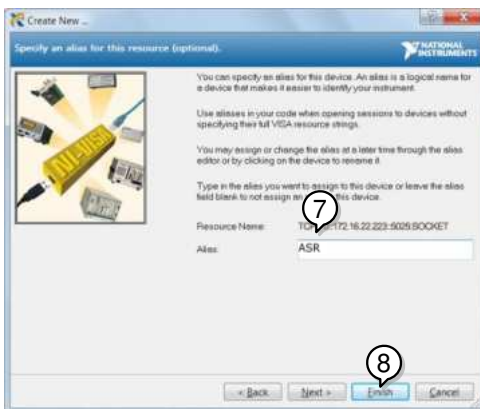 Create New ...
Specify an alias for this resource (optional).
NATIONAL
INSTRUMENTS
You can specify an alias for this device. An alias is a logical name for
a device that makes it easier to identify your instrument.
Use aliases in your code when opening sessions to devices without
specifying their full VISA resource strings.
You may assign or change the alias at a later time through the alias
editor or by clicking on the device to rename it.
Type in the alias you want to assign to this device or leave the alias
field blank to not assign an this device.
7
Resource Name: 172.16.22.223::5025::SOCKET
Alias: ASR
NI-VISA
8
< Back Next > Finish Cancel